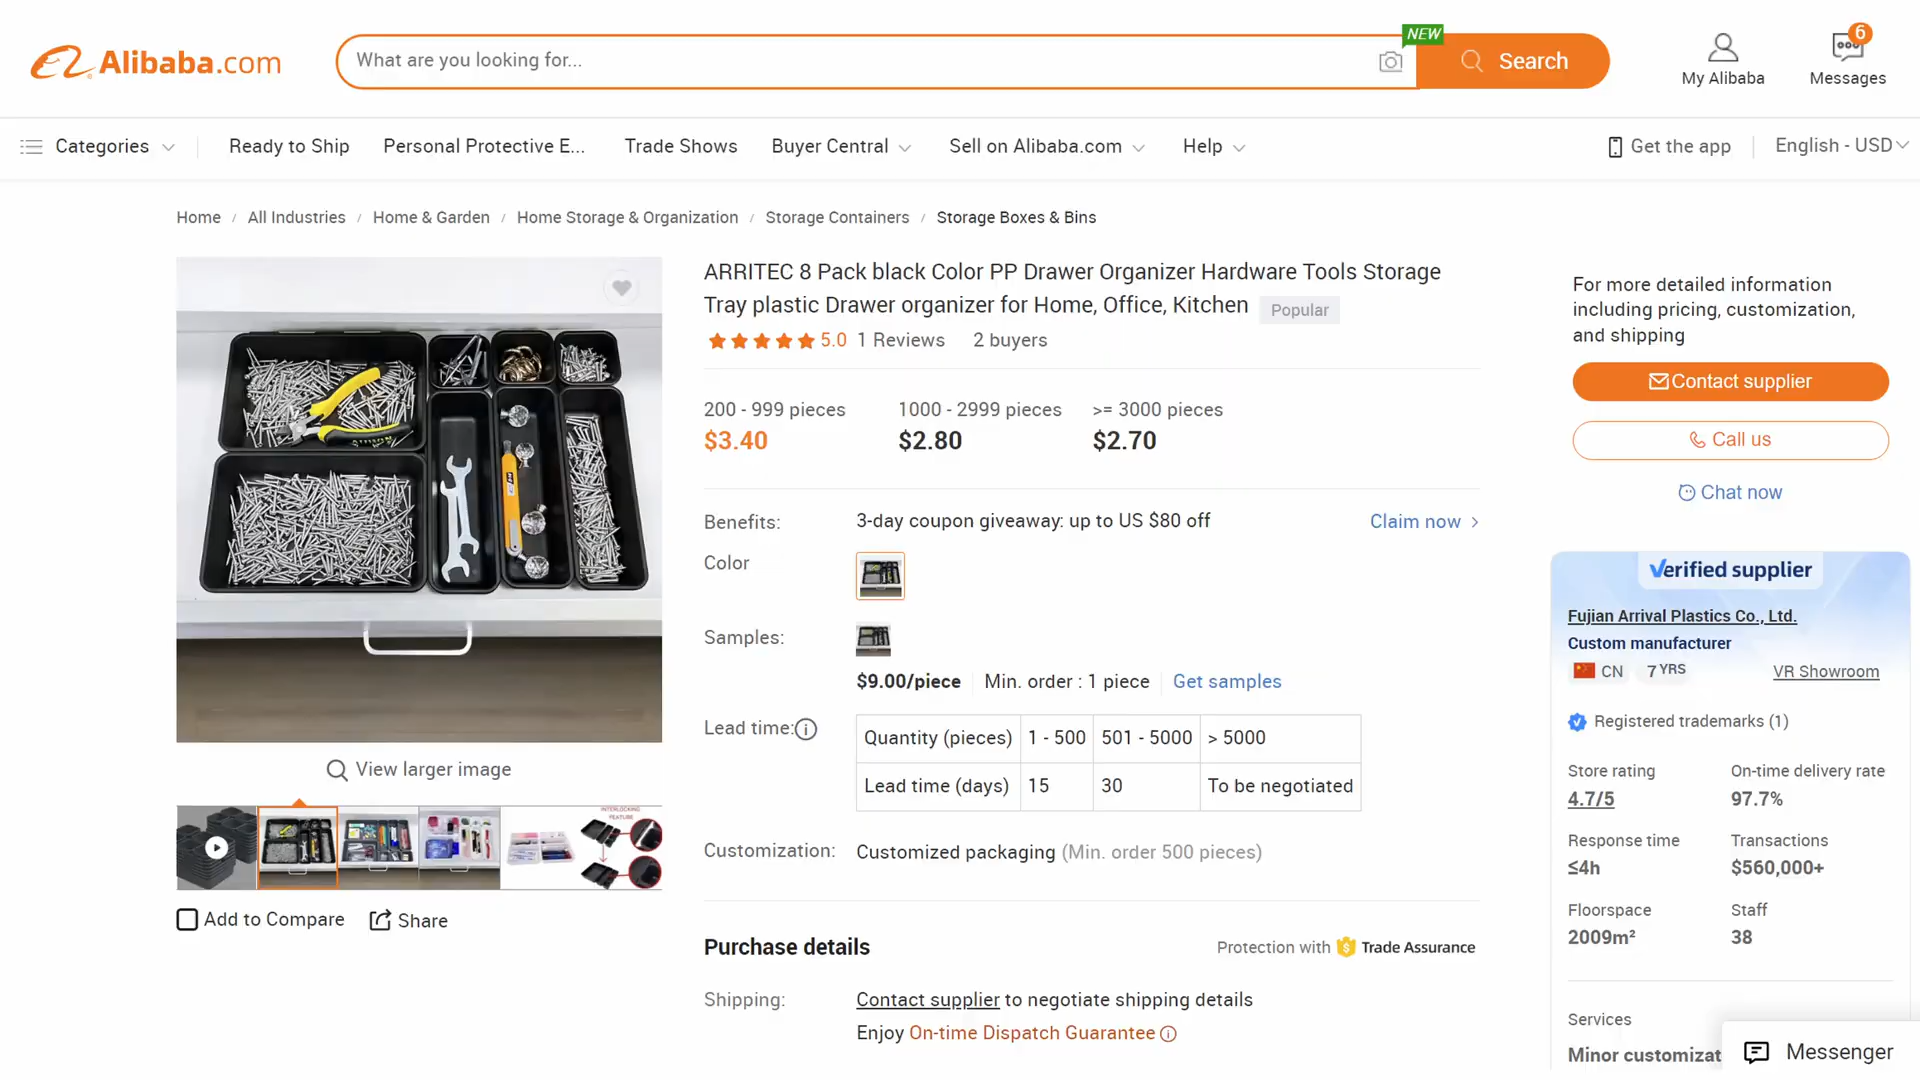 Alibaba.com
What are you looking for...
NEW
Search
My Alibaba
6
Messages
Categories
Ready to Ship
Personal Protective E...
Trade Shows
Buyer Central
Sell on Alibaba.com
Help
Get the app
English - USD
Home / All Industries / Home & Garden / Home Storage & Organization / Storage Containers / Storage Boxes & Bins
ARRITEC 8 Pack black Color PP Drawer Organizer Hardware Tools Storage
Tray plastic Drawer organizer for Home, Office, Kitchen
Popular
5.0 1 Reviews 2 buyers
200 - 999 pieces
$3.40
1000 - 2999 pieces
$2.80
>= 3000 pieces
$2.70
Benefits:
3-day coupon giveaway: up to US $80 off
Claim now
Color
Samples:
$9.00/piece
Min. order : 1 piece
Get samples
Lead time:
Quantity (pieces) 1 - 500 501 - 5000 > 5000
Lead time (days) 15 30 To be negotiated
Customization:
Customized packaging (Min. order 500 pieces)
Purchase details
Protection with Trade Assurance
Shipping:
Contact supplier to negotiate shipping details
Enjoy On-time Dispatch Guarantee
View larger image
INTERLOCKING
FEATURE
Add to Compare
Share
For more detailed information
including pricing, customization,
and shipping
Contact supplier
Call us
Chat now
Verified supplier
Fujian Arrival Plastics Co., Ltd.
Custom manufacturer
CN
7 YRS
VR Showroom
Registered trademarks (1)
Store rating
4.7/5
On-time delivery rate
97.7%
Response time
≤4h
Transactions
$560,000+
Floorspace
2009m²
Staff
38
Services
Minor customizat
Messenger